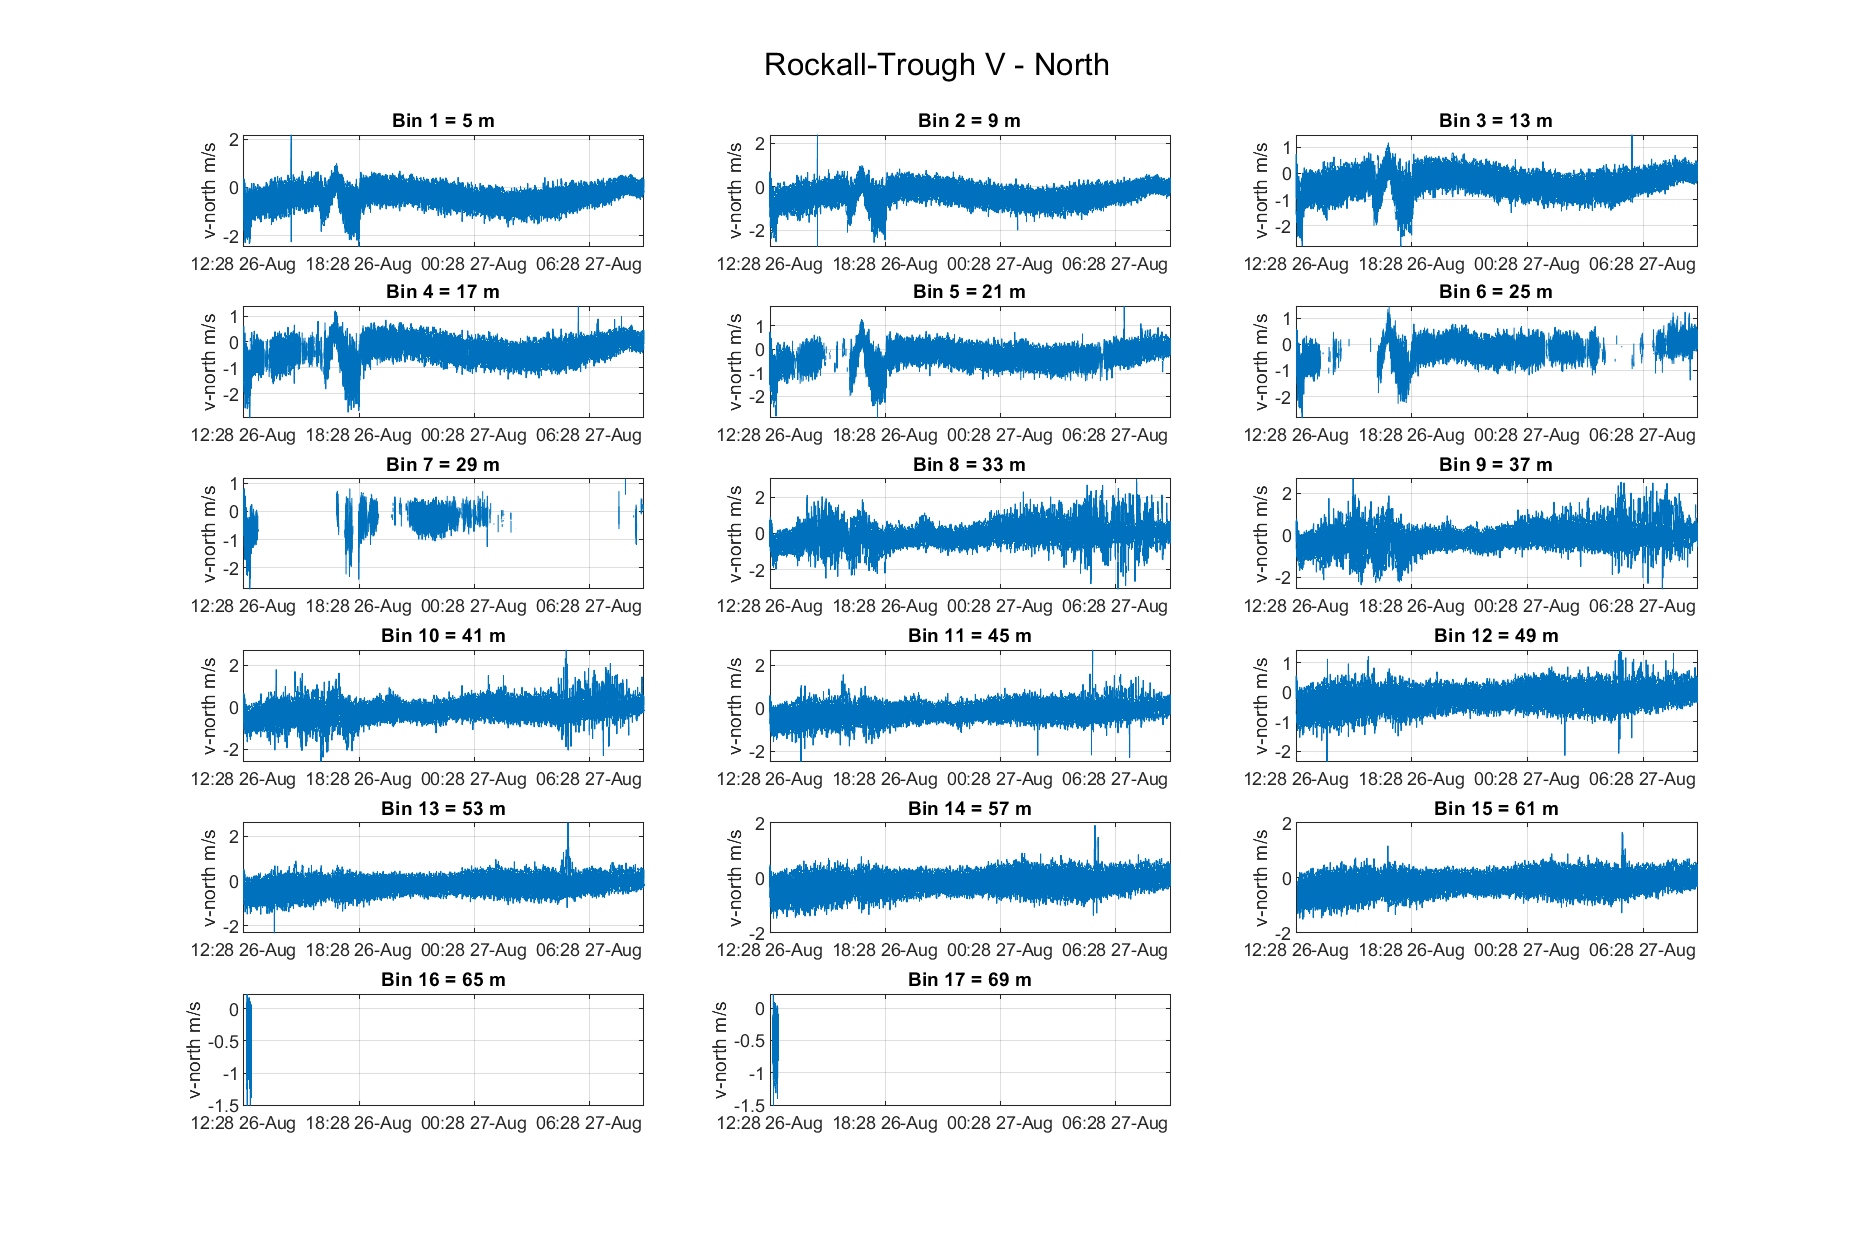 Rockall-Trough V - North
Bin 1 = 5 m
v-north m/s
2
0
-2
12:28 26-Aug 18:28 26-Aug 00:28 27-Aug 06:28 27-Aug
Bin 2 = 9 m
v-north m/s
2
0
-2
12:28 26-Aug 18:28 26-Aug 00:28 27-Aug 06:28 27-Aug
Bin 3 = 13 m
v-north m/s
1
0
-1
-2
12:28 26-Aug 18:28 26-Aug 00:28 27-Aug 06:28 27-Aug
Bin 4 = 17 m
v-north m/s
1
0
-1
-2
12:28 26-Aug 18:28 26-Aug 00:28 27-Aug 06:28 27-Aug
Bin 5 = 21 m
v-north m/s
1
0
-1
-2
12:28 26-Aug 18:28 26-Aug 00:28 27-Aug 06:28 27-Aug
Bin 6 = 25 m
v-north m/s
1
0
-1
-2
12:28 26-Aug 18:28 26-Aug 00:28 27-Aug 06:28 27-Aug
Bin 7 = 29 m
v-north m/s
1
0
-1
-2
12:28 26-Aug 18:28 26-Aug 00:28 27-Aug 06:28 27-Aug
Bin 8 = 33 m
v-north m/s
2
0
-2
12:28 26-Aug 18:28 26-Aug 00:28 27-Aug 06:28 27-Aug
Bin 9 = 37 m
v-north m/s
2
0
-2
12:28 26-Aug 18:28 26-Aug 00:28 27-Aug 06:28 27-Aug
Bin 10 = 41 m
v-north m/s
2
0
-2
12:28 26-Aug 18:28 26-Aug 00:28 27-Aug 06:28 27-Aug
Bin 11 = 45 m
v-north m/s
2
0
-2
12:28 26-Aug 18:28 26-Aug 00:28 27-Aug 06:28 27-Aug
Bin 12 = 49 m
v-north m/s
1
0
-1
-2
12:28 26-Aug 18:28 26-Aug 00:28 27-Aug 06:28 27-Aug
Bin 13 = 53 m
v-north m/s
2
0
-2
12:28 26-Aug 18:28 26-Aug 00:28 27-Aug 06:28 27-Aug
Bin 14 = 57 m
v-north m/s
2
0
-2
12:28 26-Aug 18:28 26-Aug 00:28 27-Aug 06:28 27-Aug
Bin 15 = 61 m
v-north m/s
2
0
-2
12:28 26-Aug 18:28 26-Aug 00:28 27-Aug 06:28 27-Aug
Bin 16 = 65 m
v-north m/s
0
-0.5
-1
-1.5
12:28 26-Aug 18:28 26-Aug 00:28 27-Aug 06:28 27-Aug
Bin 17 = 69 m
v-north m/s
0
-0.5
-1
-1.5
12:28 26-Aug 18:28 26-Aug 00:28 27-Aug 06:28 27-Aug